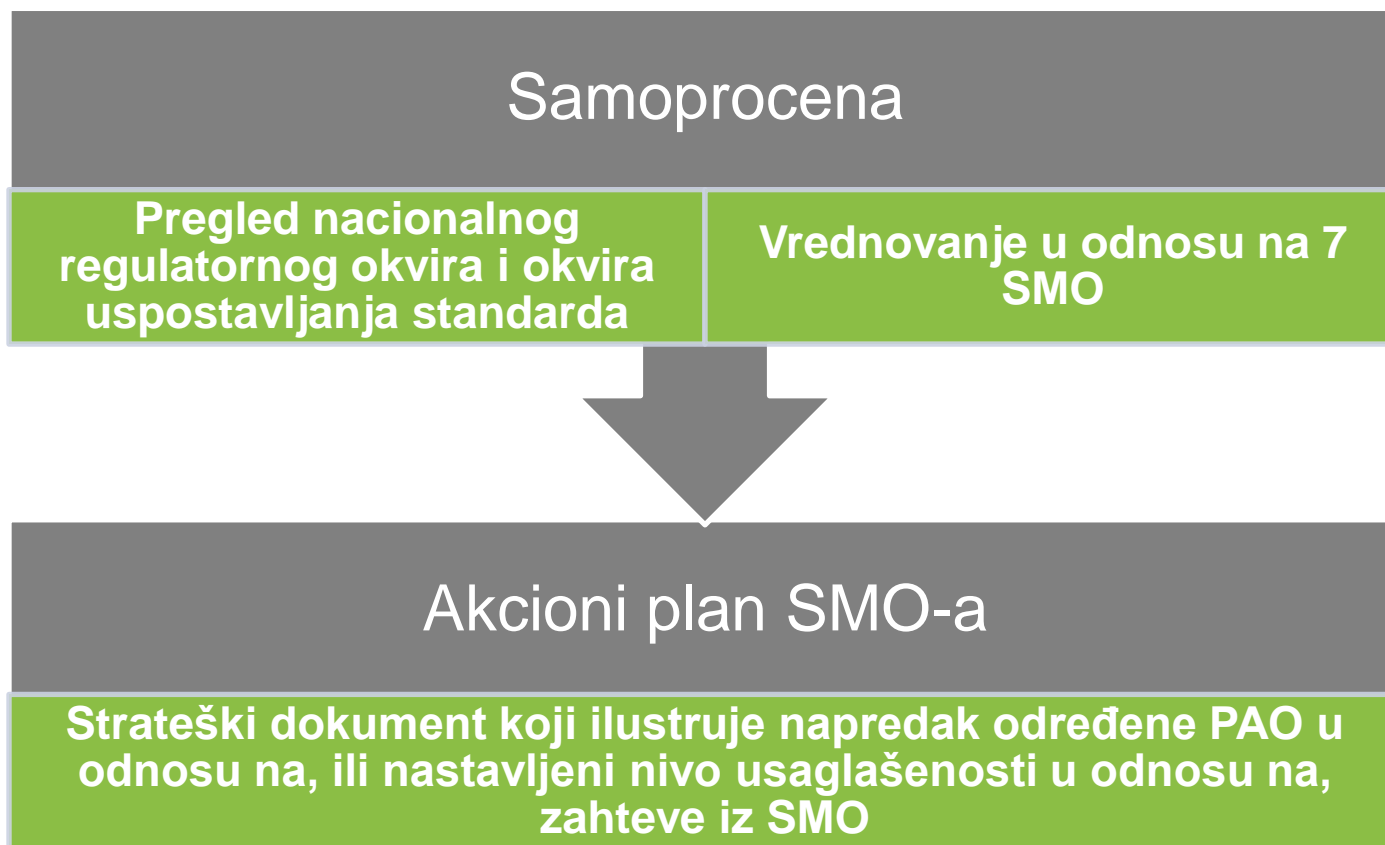 Samoprocena
Pregled nacionalnog
regulatornog okvira i okvira
uspostavljanja standarda
Vrednovanje u odnosu na 7
SMO
Akcioni plan SMO-a
Strateški dokument koji ilustruje napredak određene PAO u
odnosu na, ili nastavljeni nivo usaglašenosti u odnosu na,
zahteve iz SMO